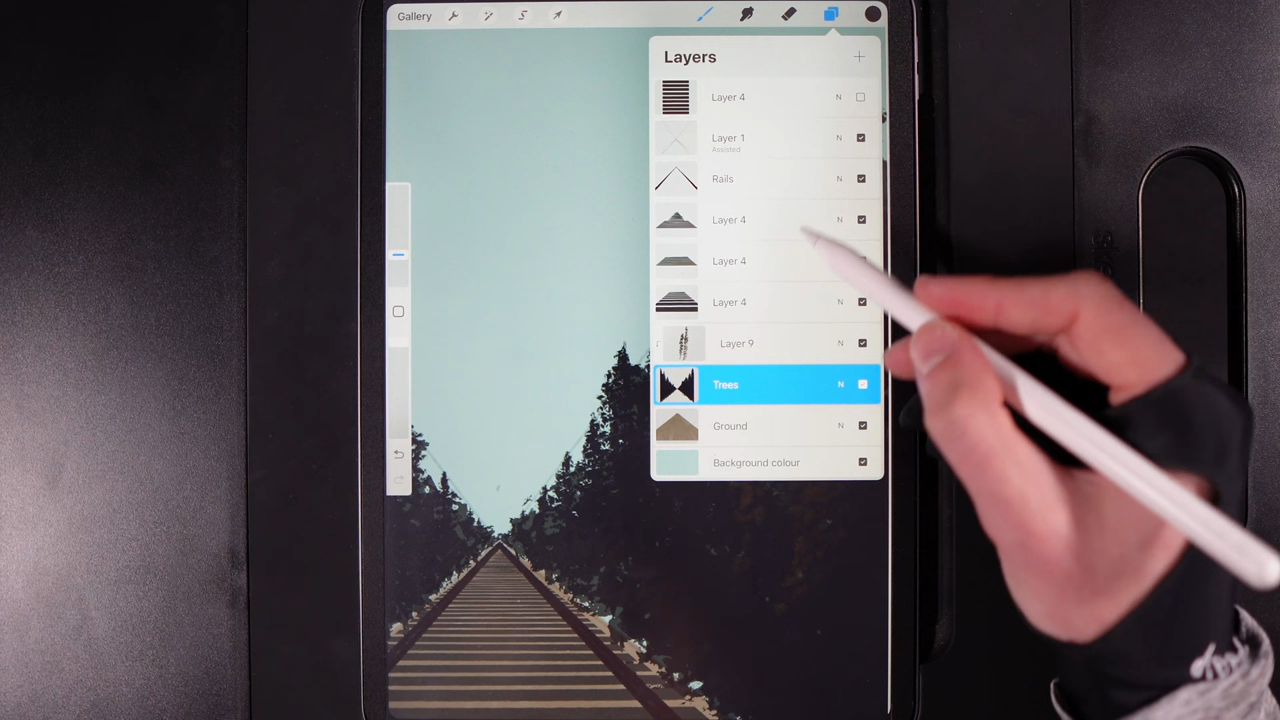 Gallery
Layers
Layer 4 N
Layer 1 N
Assisted
Rails N
Layer 4 N
Layer 4
Layer 4 N
Layer 9 N
Trees N
Ground N
Background colour